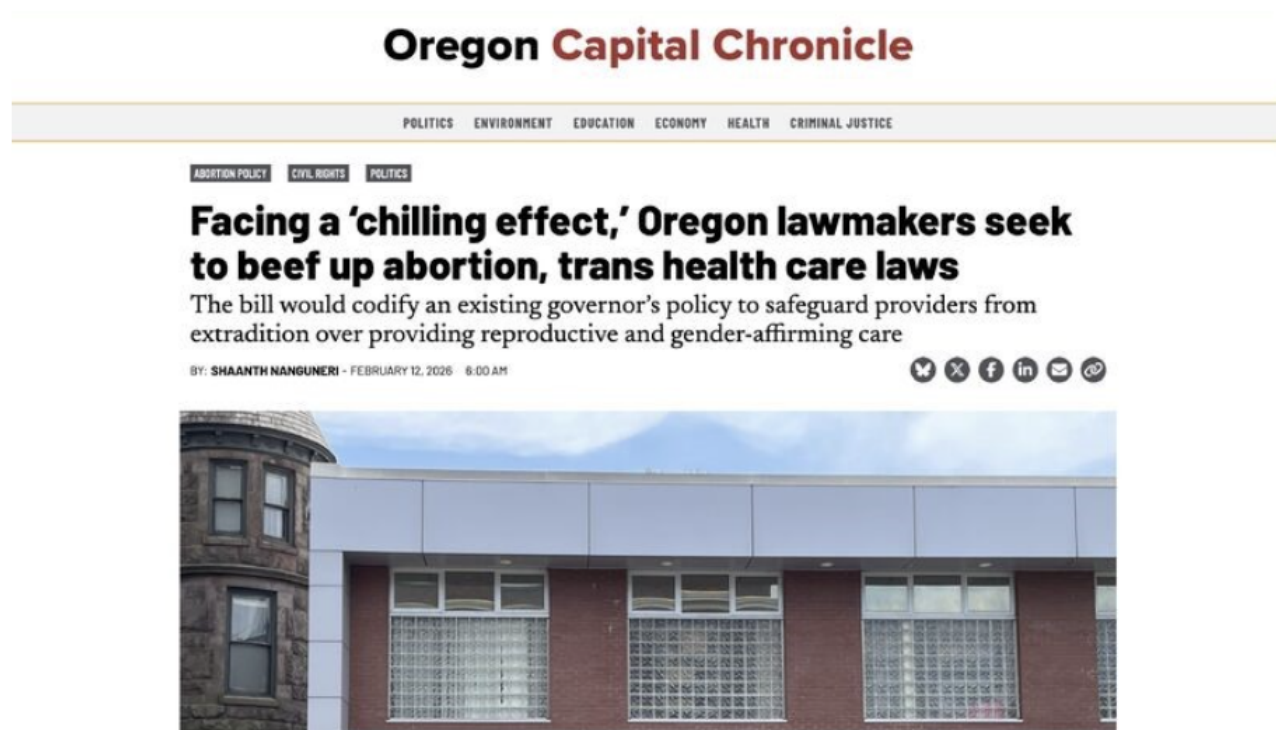 Oregon Capital Chronicle
POLITICS ENVIRONMENT EDUCATION ECONOMY HEALTH CRIMINAL JUSTICE
ABORTION POLICY CIVIL RIGHTS POLITICS
Facing a ‘chilling effect,’ Oregon lawmakers seek
to beef up abortion, trans health care laws
The bill would codify an existing governor’s policy to safeguard providers from
extradition over providing reproductive and gender-affirming care
BY: SHAANTH NANGUNERI - FEBRUARY 12, 2026 6:00 AM